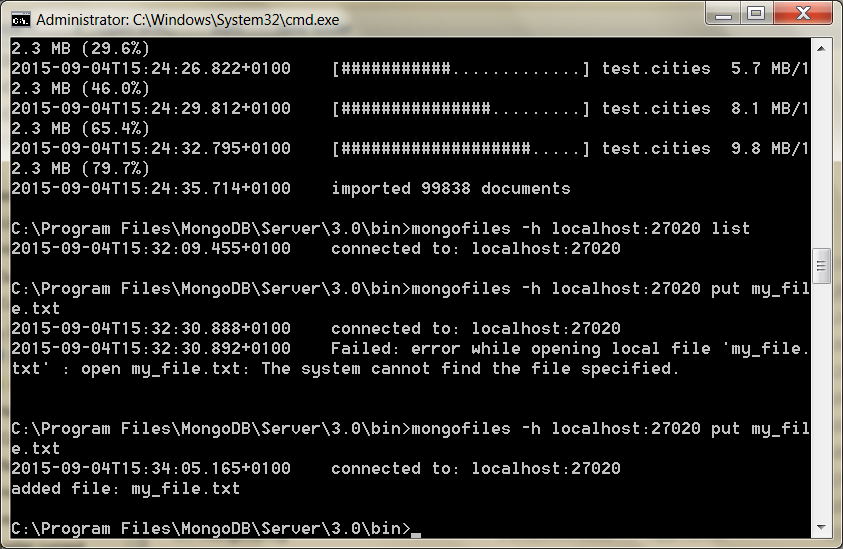 Administrator: C:\Windows\System32\cmd.exe
2.3 MB (29.6%)
2015-09-04T15:24:26.822+0100    [###########.............] test.cities  5.7 MB/1
2.3 MB (46.0%)
2015-09-04T15:24:29.812+0100    [###############.........] test.cities  8.1 MB/1
2.3 MB (65.4%)
2015-09-04T15:24:32.795+0100    [###################.....] test.cities  9.8 MB/1
2.3 MB (79.7%)
2015-09-04T15:24:35.714+0100    imported 99838 documents
C:\Program Files\MongoDB\Server\3.0\bin>mongofiles -h localhost:27020 list
2015-09-04T15:32:09.455+0100    connected to: localhost:27020
C:\Program Files\MongoDB\Server\3.0\bin>mongofiles -h localhost:27020 put my_fil
e.txt
2015-09-04T15:32:30.888+0100    connected to: localhost:27020
2015-09-04T15:32:30.892+0100    Failed: error while opening local file 'my_file.
txt' : open my_file.txt: The system cannot find the file specified.
C:\Program Files\MongoDB\Server\3.0\bin>mongofiles -h localhost:27020 put my_fil
e.txt
2015-09-04T15:34:05.165+0100    connected to: localhost:27020
added file: my_file.txt
C:\Program Files\MongoDB\Server\3.0\bin>_